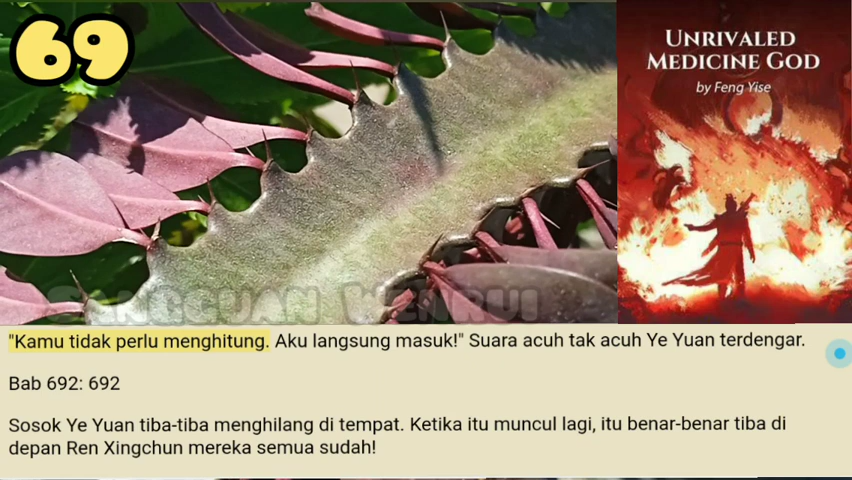 69
UNRIVALED
MEDICINE GOD
by Feng Yise
SANGGUAN WENRUI
"Kamu tidak perlu menghitung. Aku langsung masuk!" Suara acuh tak acuh Ye Yuan terdengar.
Bab 692: 692
Sosok Ye Yuan tiba-tiba menghilang di tempat. Ketika itu muncul lagi, itu benar-benar tiba di
depan Ren Xingchun mereka semua sudah!